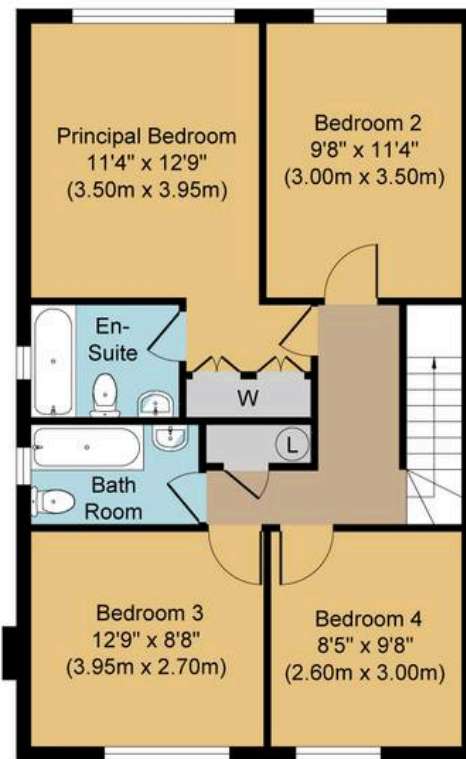 Principal Bedroom
11'4" x 12'9"
(3.50m x 3.95m)
Bedroom 2
9'8" x 11'4"
(3.00m x 3.50m)
En-
Suite
W
L
Bath
Room
Bedroom 3
12'9" x 8'8"
(3.95m x 2.70m)
Bedroom 4
8'5" x 9'8"
(2.60m x 3.00m)